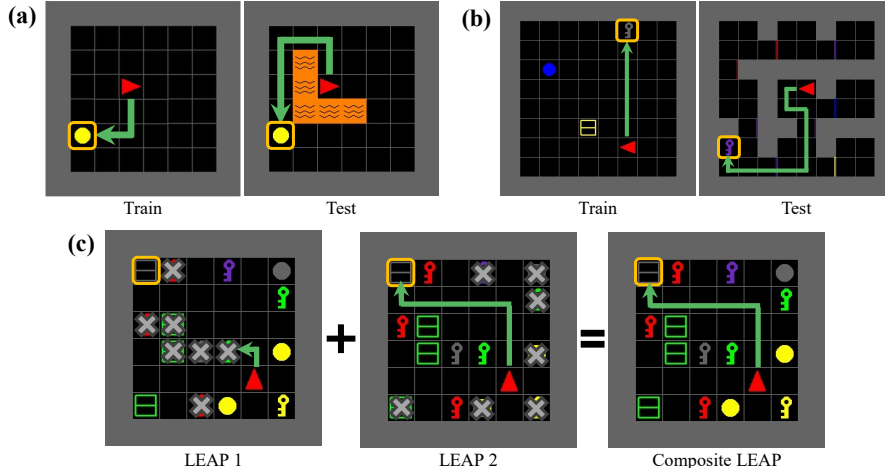 (a)
(b)
Train
Test
Train
Test
(c)
+
=
LEAP 1
LEAP 2
Composite LEAP